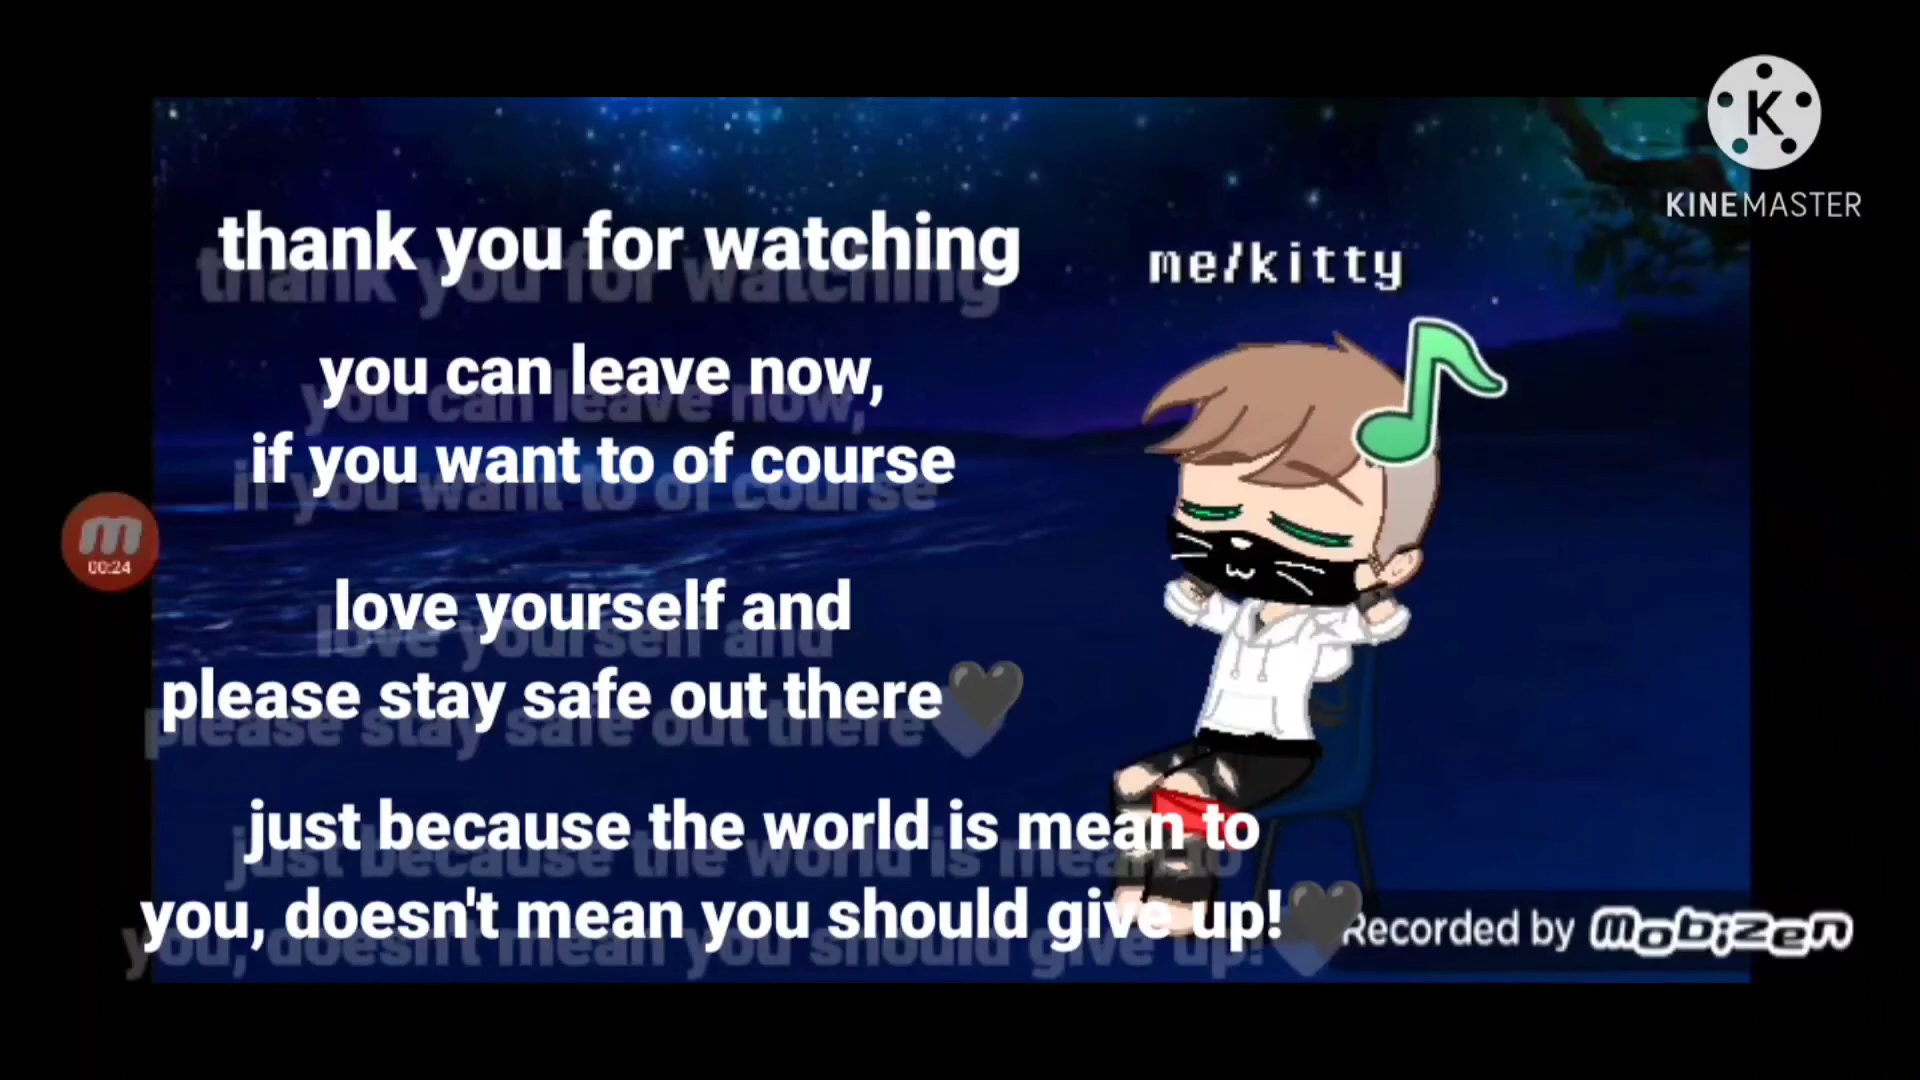 K
KINEMASTER
thank you for watching
me/kitty
you can leave now,
if you want to of course
m
00:24
love yourself and
please stay safe out there🖤
just because the world is mean to
you, doesn't mean you should give up!🖤
Recorded by Mobizen